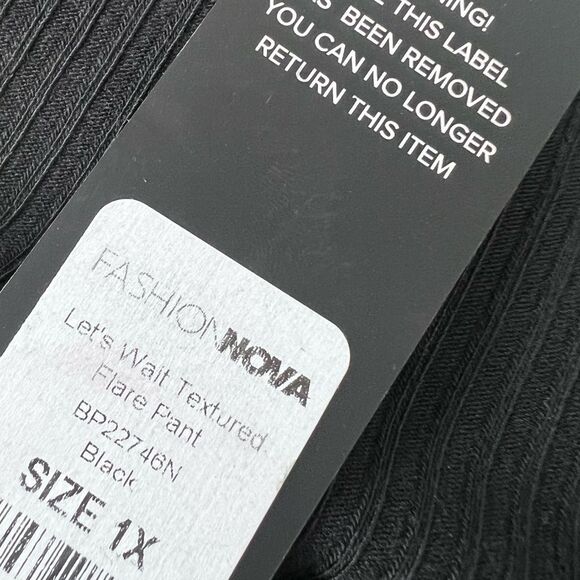 THIS LABEL
BEEN REMOVED
YOU CAN NO LONGER
RETURN THIS ITEM
FASHIONNOVA
Let's Wait Textured
Flare Pant
BP22746N
Black
SIZE 1X